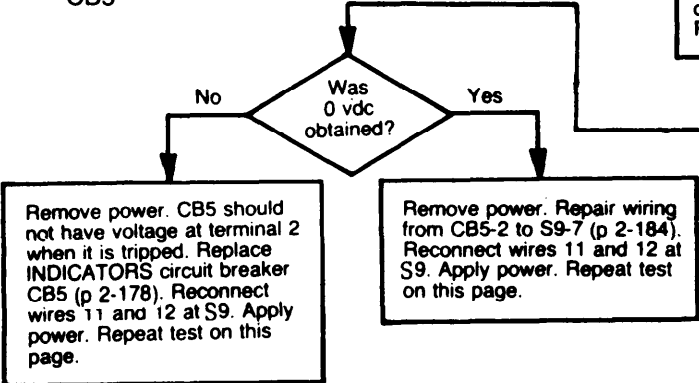 CB5
Was
0 vdc
obtained?
No
Yes
Remove power. CB5 should
not have voltage at terminal 2
when it is tripped. Replace
INDICATORS circuit breaker
CB5 (p 2-178). Reconnect
wires 11 and 12 at S9. Apply
power. Repeat test on this
page.
Remove power. Repair wiring
from CB5-2 to S9-7 (p 2-184).
Reconnect wires 11 and 12 at
S9. Apply power. Repeat test
on this page.